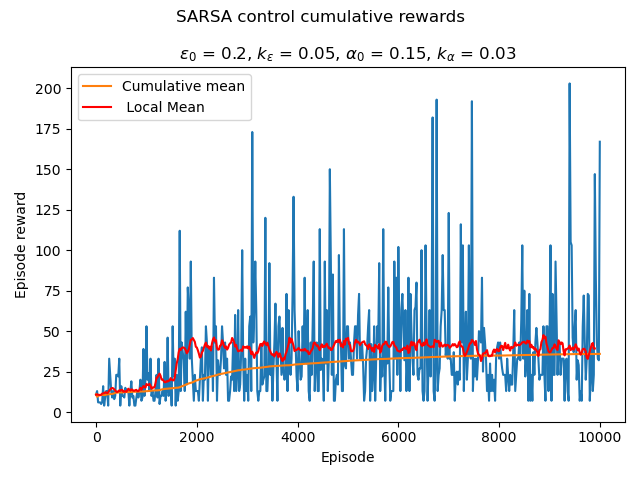 SARSA control cumulative rewards
ε₀ = 0.2, kε = 0.05, α₀ = 0.15, kα = 0.03
Cumulative mean
Local Mean
Episode reward
200
175
150
125
100
75
50
25
0
0 2000 4000 6000 8000 10000
Episode